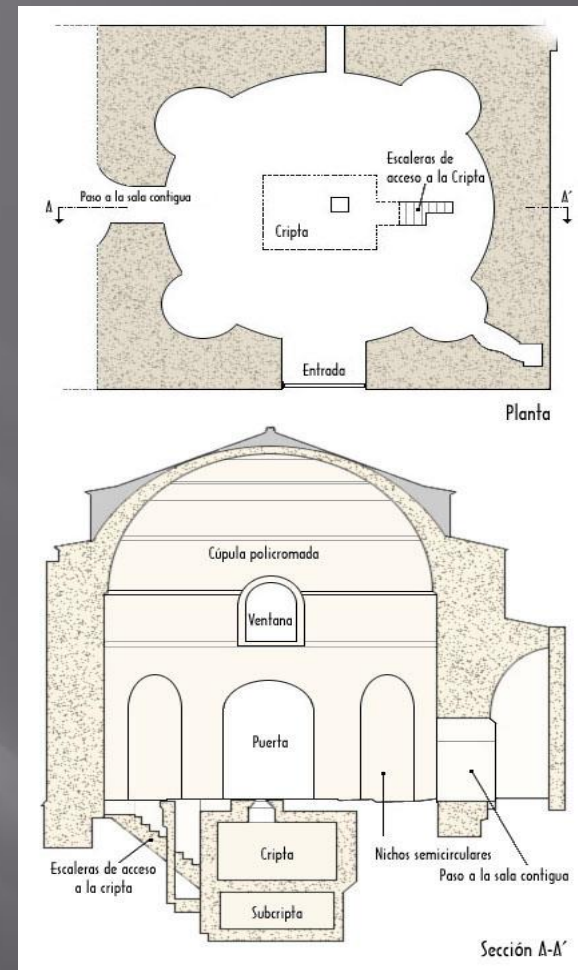 Escaleras de
acceso a la Cripta
Paso a la sala contigua
A
A´
Cripta
Entrada
Planta
Cúpula policromada
Ventana
Puerta
Escaleras de acceso
a la cripta
Cripta
Subcripta
Nichos semicirculares
Paso a la sala contigua
Sección A-A´